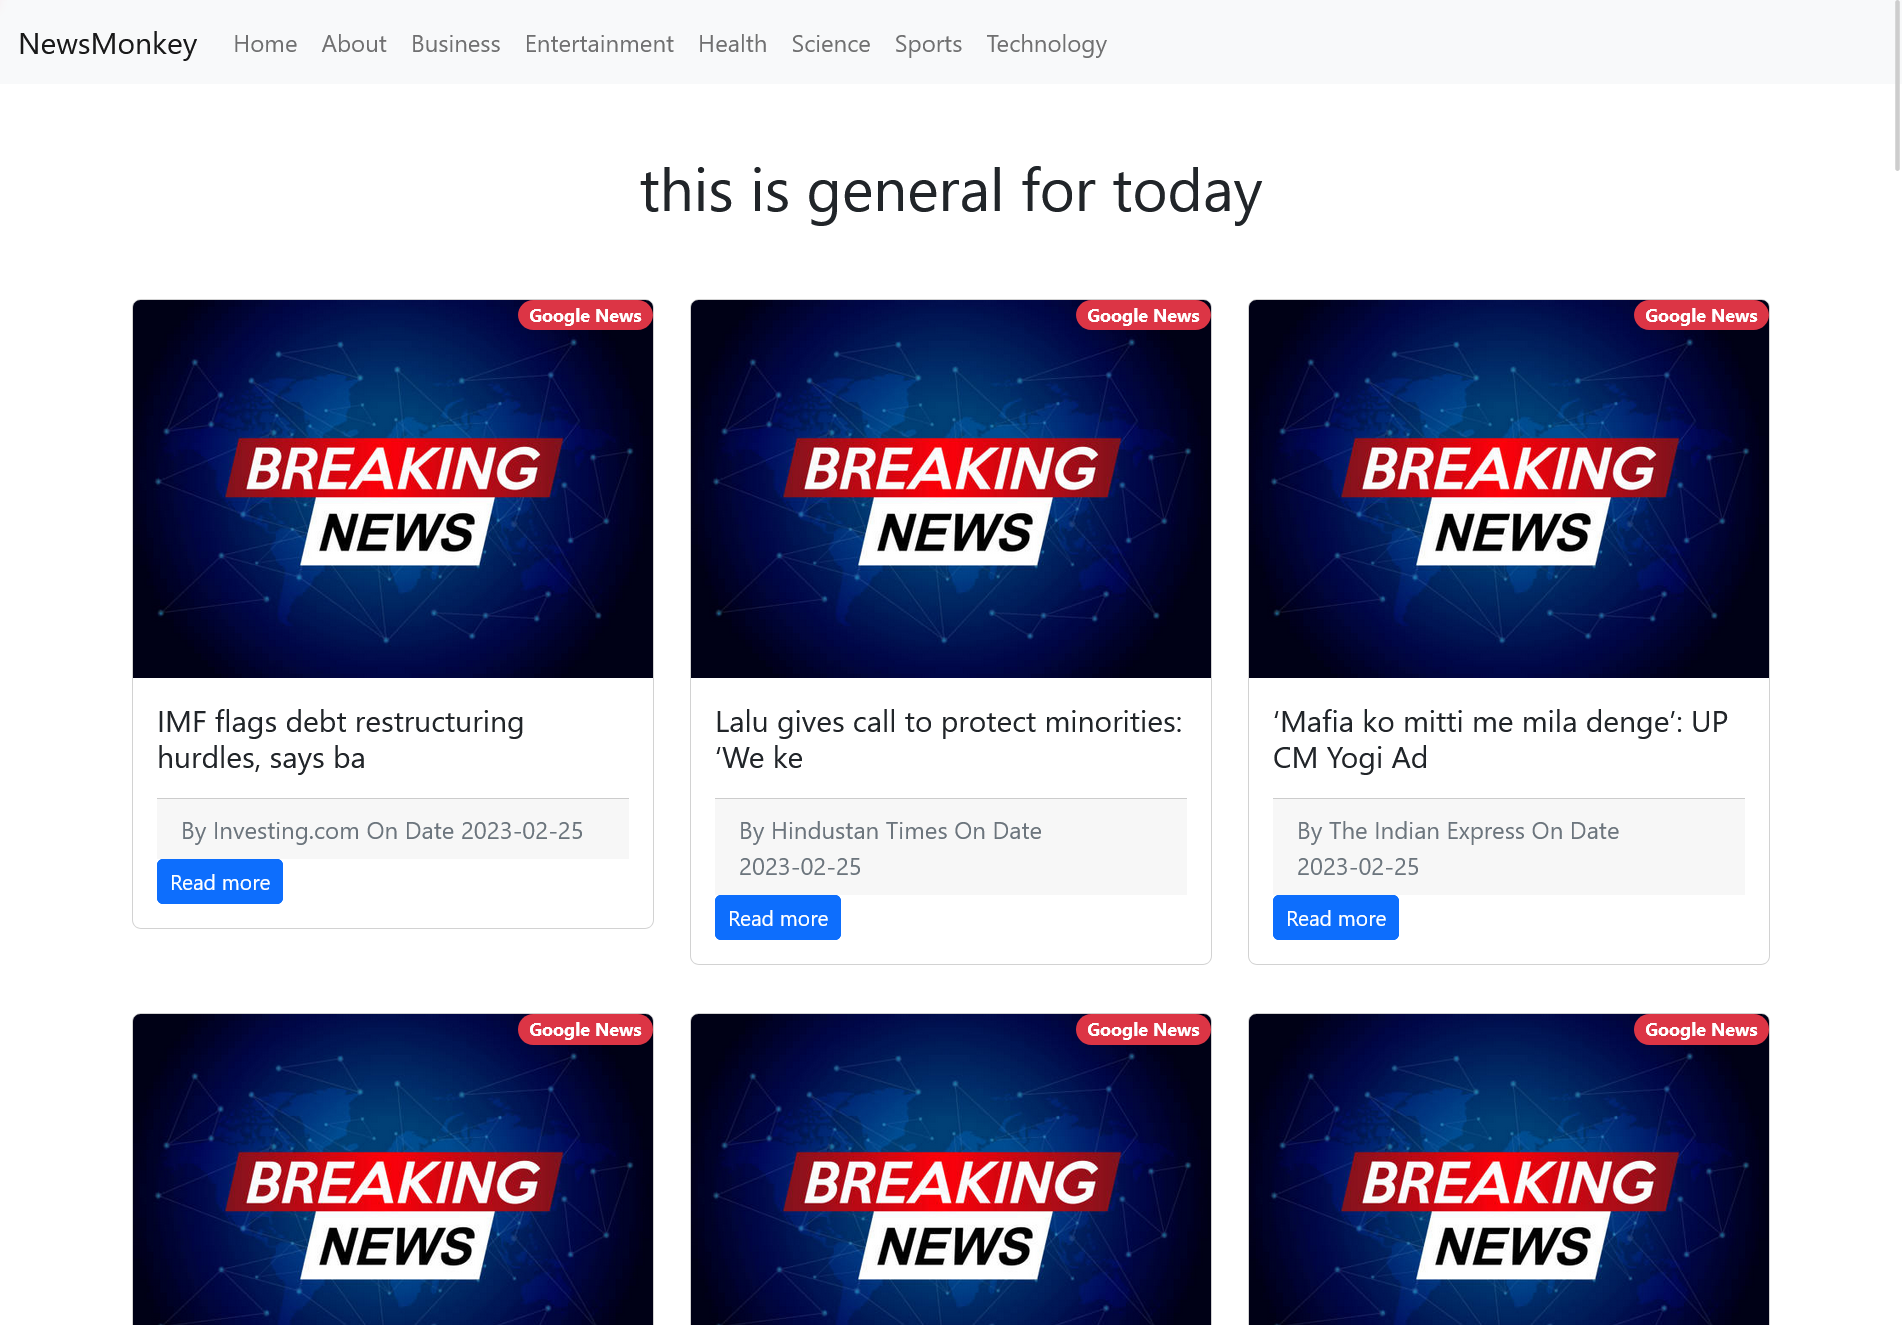 NewsMonkey Home About Business Entertainment Health Science Sports Technology
this is general for today
Google News
BREAKING
NEWS
IMF flags debt restructuring
hurdles, says ba
By Investing.com On Date 2023-02-25
Read more
Google News
BREAKING
NEWS
Lalu gives call to protect minorities:
‘We ke
By Hindustan Times On Date
2023-02-25
Read more
Google News
BREAKING
NEWS
‘Mafia ko mitti me mila denge’: UP
CM Yogi Ad
By The Indian Express On Date
2023-02-25
Read more
Google News
BREAKING
NEWS
Google News
BREAKING
NEWS
Google News
BREAKING
NEWS